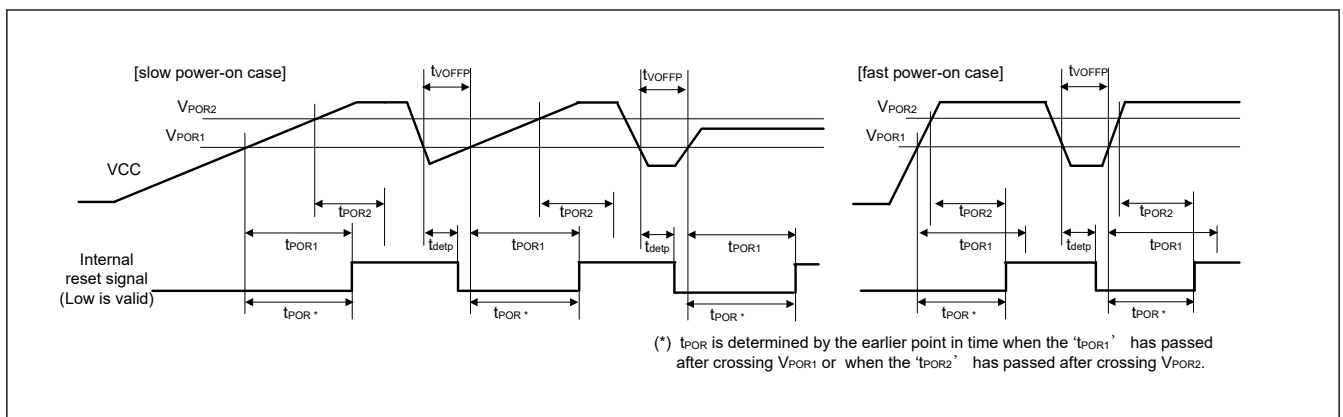 [slow power-on case]
tVOFFP
tVOFFP
[fast power-on case]
tVOFFP
VPOR2
VPOR1
VCC
VPOR2
VPOR1
tPOR2
tPOR2
tPOR2
tPOR2
tPOR1
tdetp
tPOR1
tdetp
tPOR1
tPOR1
tdetp
tPOR1
Internal
reset signal
(Low is valid)
tPOR *
tPOR *
tPOR *
tPOR *
tPOR *
(*) tPOR is determined by the earlier point in time when the ‘tPOR1’ has passed
after crossing VPOR1 or when the ‘tPOR2’ has passed after crossing VPOR2.